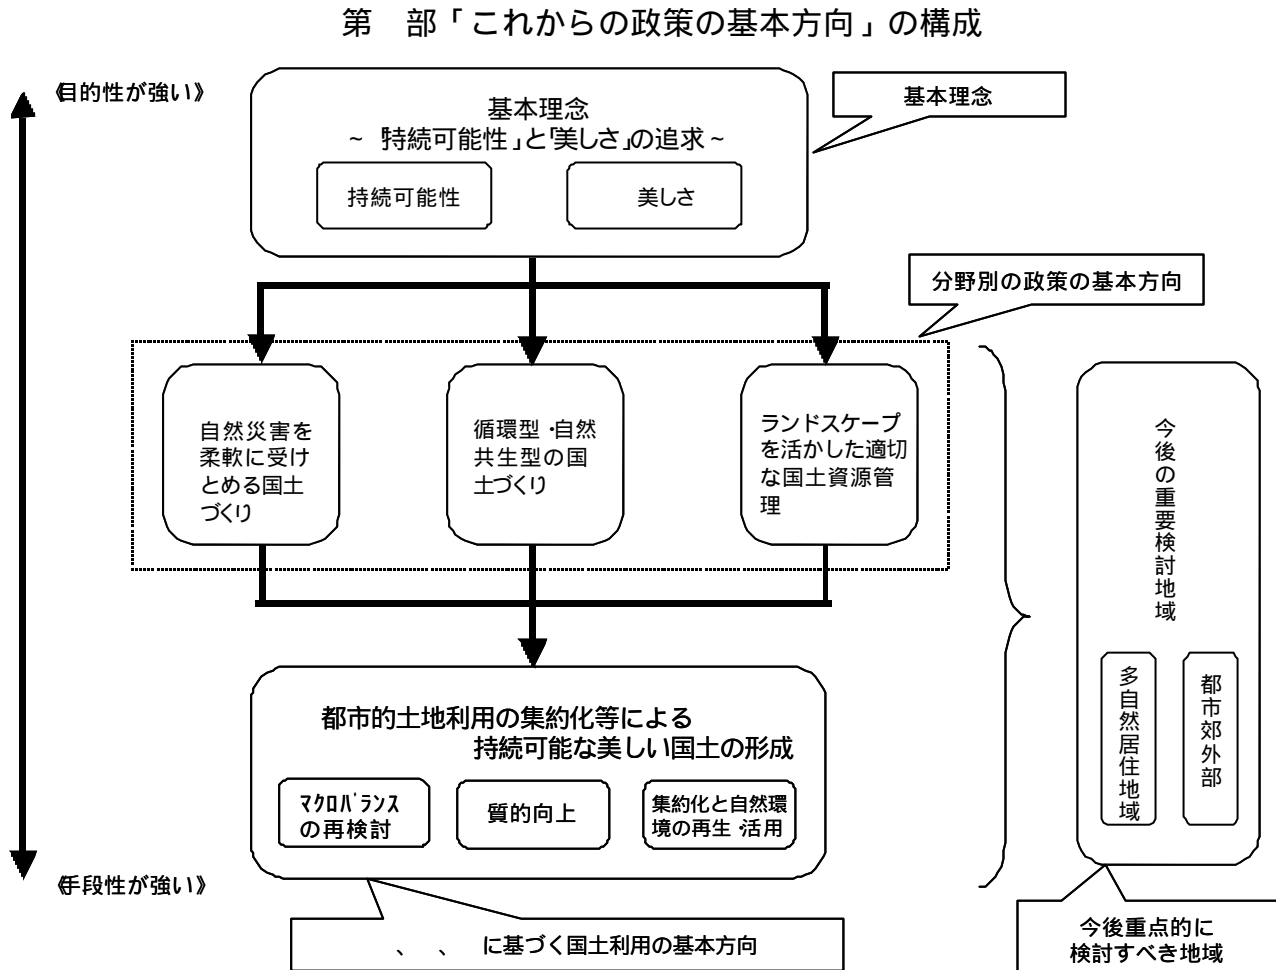 第　部「これからの政策の基本方向」の構成
《目的性が強い》
基本理念
～「持続可能性」と「美しさ」の追求～
持続可能性
美しさ
基本理念
分野別の政策の基本方向
自然災害を
柔軟に受け
とめる国土
づくり
循環型・自然
共生型の国
土づくり
ランドスケープ
を活かした適切
な国土資源管
理
今後の重要検討地域
多自然居住地域
都市郊外部
都市的土地利用の集約化等による
持続可能な美しい国土の形成
マクロバランス
の再検討
質的向上
集約化と自然環
境の再生・活用
《手段性が強い》
、　、　に基づく国土利用の基本方向
今後重点的に
検討すべき地域